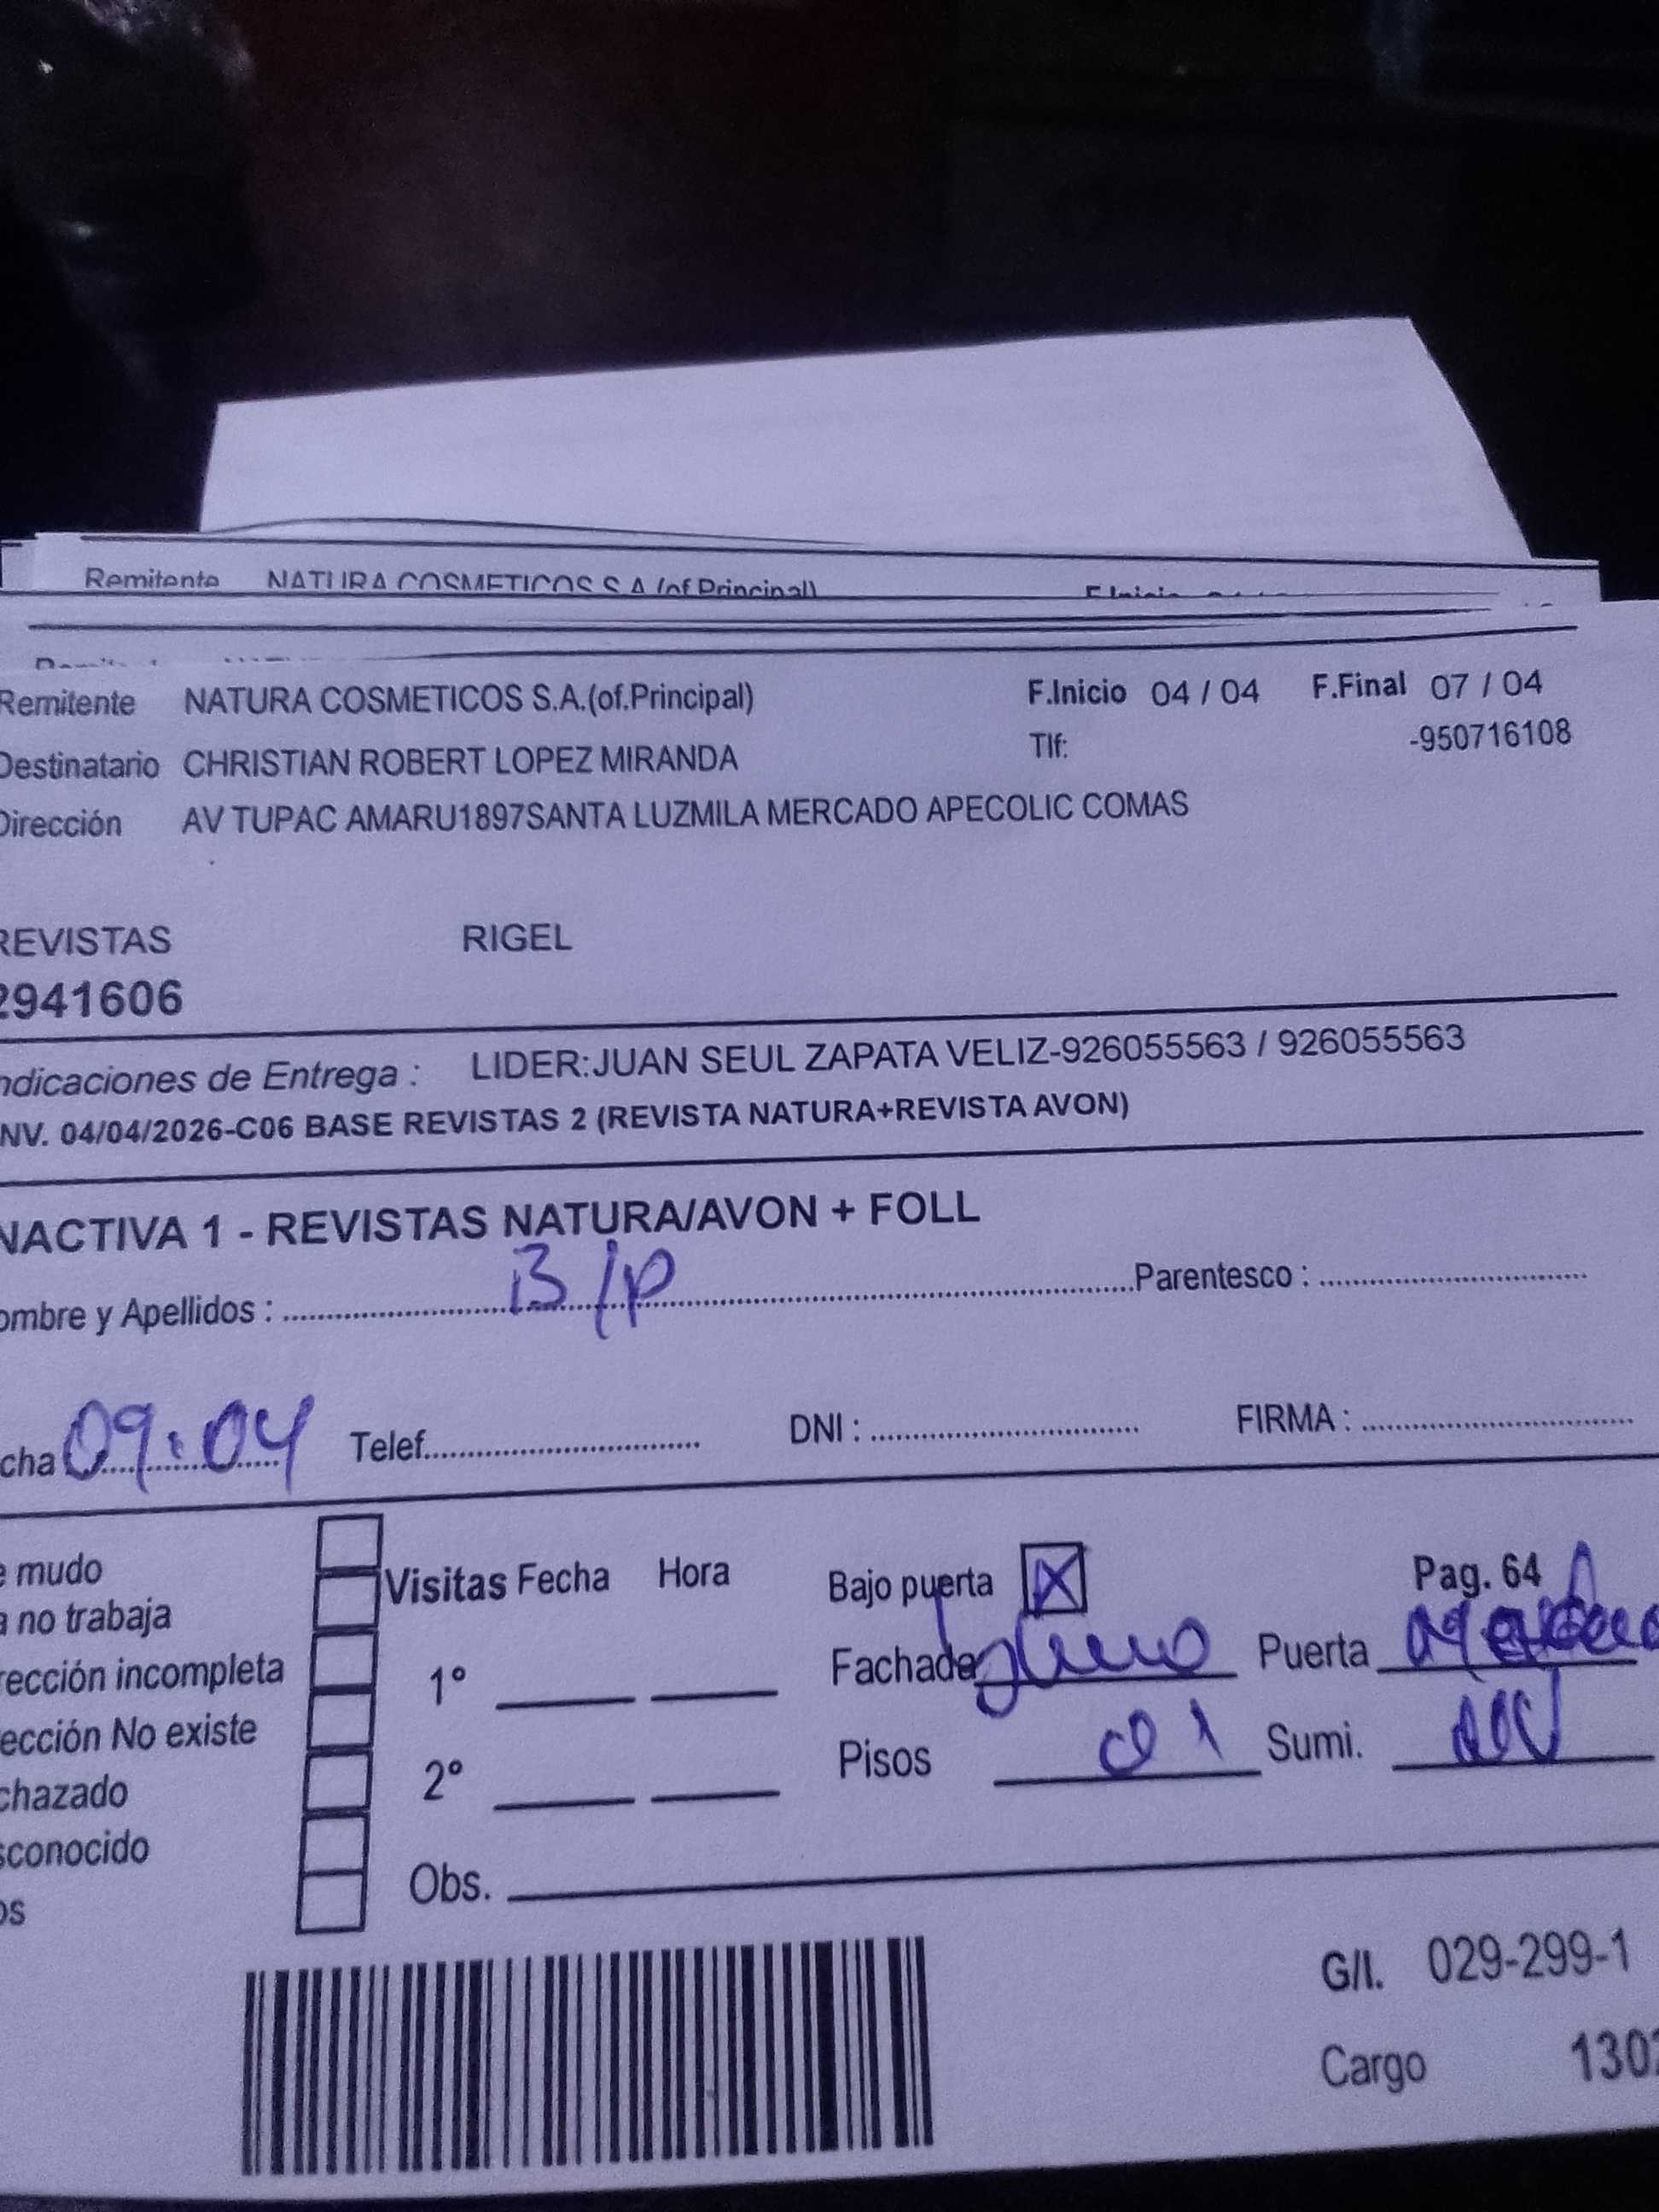 Remitente NATURA COSMETICOS S.A.(of.Principal)
Remitente NATURA COSMETICOS S.A.(of.Principal) F.Inicio 04 / 04 F.Final 07 / 04
Destinatario CHRISTIAN ROBERT LOPEZ MIRANDA Tlf: -950716108
Dirección AV TUPAC AMARU1897SANTA LUZMILA MERCADO APECOLIC COMAS
REVISTAS RIGEL
2941606
ndicaciones de Entrega : LIDER:JUAN SEUL ZAPATA VELIZ-926055563 / 926055563
NV. 04/04/2026-C06 BASE REVISTAS 2 (REVISTA NATURA+REVISTA AVON)
NACTIVA 1 - REVISTAS NATURA/AVON + FOLL
ombre y Apellidos : B/P Parentesco :
cha 09:04 Telef. DNI : FIRMA :
e mudo
a no trabaja
rección incompleta
ección No existe
chazado
sconocido
os
Visitas Fecha Hora
1°
2°
Obs.
Bajo puerta X Pag. 64
Fachada Puerta
Pisos 01 Sumi.
G/I. 029-299-1
Cargo 130